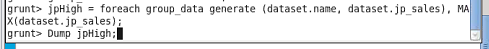 grunt> jpHigh = foreach group_data generate (dataset.name, dataset.jp_sales), MA
X(dataset.jp_sales);
grunt> Dump jpHigh;